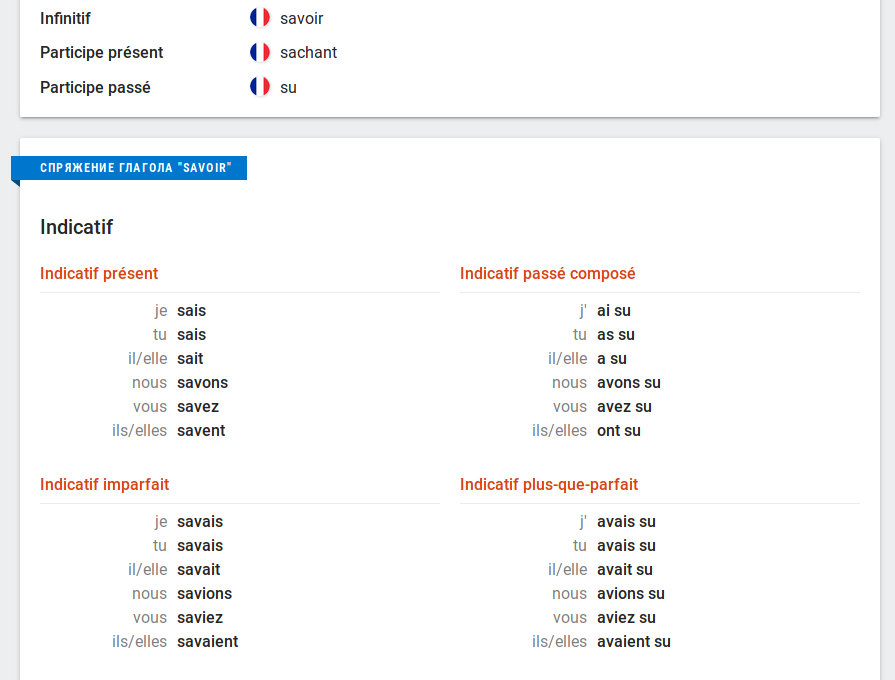 Infinitif savoir
Participe présent sachant
Participe passé su
СПРЯЖЕНИЕ ГЛАГОЛА "SAVOIR"
Indicatif
Indicatif présent
je sais
tu sais
il/elle sait
nous savons
vous savez
ils/elles savent
Indicatif passé composé
j' ai su
tu as su
il/elle a su
nous avons su
vous avez su
ils/elles ont su
Indicatif imparfait
je savais
tu savais
il/elle savait
nous savions
vous saviez
ils/elles savaient
Indicatif plus-que-parfait
j' avais su
tu avais su
il/elle avait su
nous avions su
vous aviez su
ils/elles avaient su